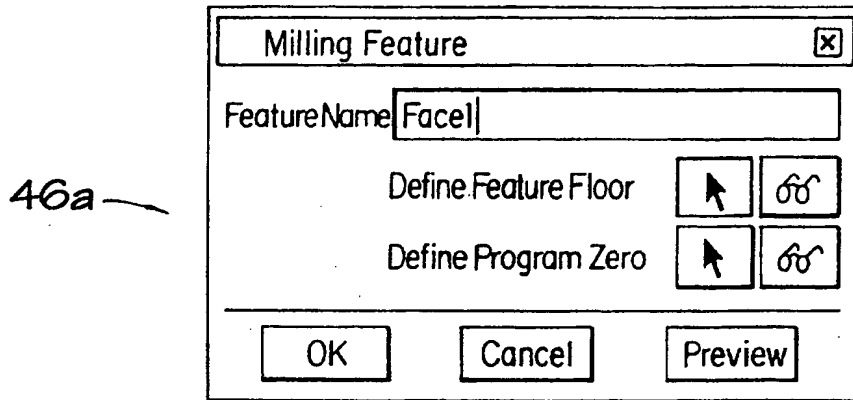 Milling Feature
Feature Name Face1
46a
Define Feature Floor
Define Program Zero
OK Cancel Preview